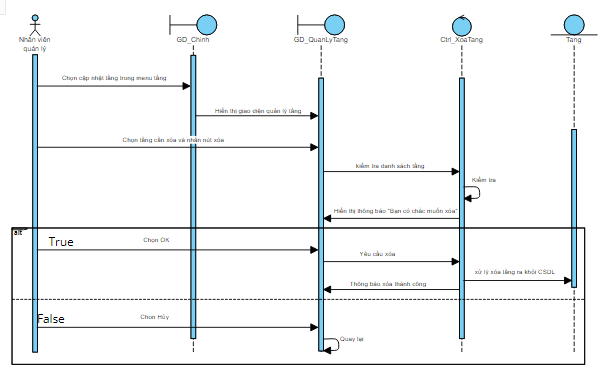 Nhân viên
quản lý
GD_Chinh
GD_QuanLyTang
Ctrl_XoaTang
Tang
Chọn cập nhật tầng trong menu tầng
Hiển thị giao diện quản lý tầng
Chọn tầng cần xóa và nhấn nút xóa
kiểm tra danh sách tầng
Kiểm tra
Hiển thị thông báo "Bạn có chắc muốn xóa"
alt
True
Chọn OK
Yêu cầu xóa
xử lý xóa tầng ra khỏi CSDL
Thông báo xóa thành công
False
Chọn Hủy
Quay lại